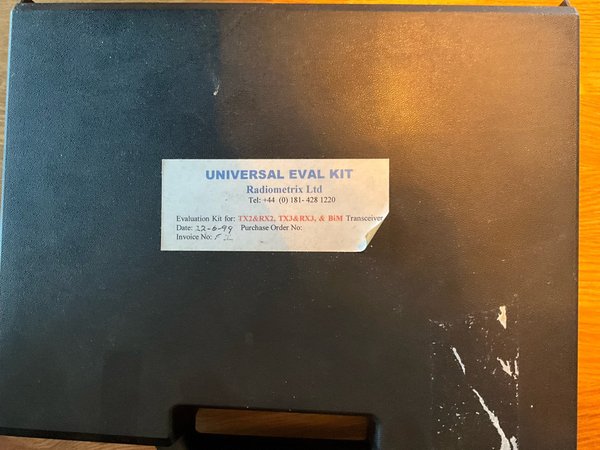 UNIVERSAL EVAL KIT
Radiometrix Ltd
Tel: +44 (0) 181- 428 1220
Evaluation Kit for: TX2&RX2, TX3&RX3, & BiM Transceiver
Date: 22-6-99 Purchase Order No:
Invoice No: